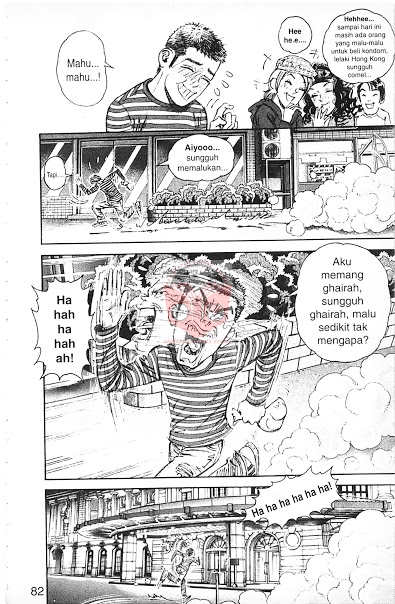 Mahu...
mahu...!
Hee
he.e....
Hehhee...
sampai hari ini
masih ada orang
yang malu-malu
untuk beli kondom,
lelaki Hong Kong
sungguh
comel...
Tapi...
Aiyooo...
sungguh
memalukan...
Ha
hah
ha
hah
ah!
Aku
memang
ghairah,
sungguh
ghairah, malu
sedikit tak
mengapa?
Ha ha ha ha ha ha!
82